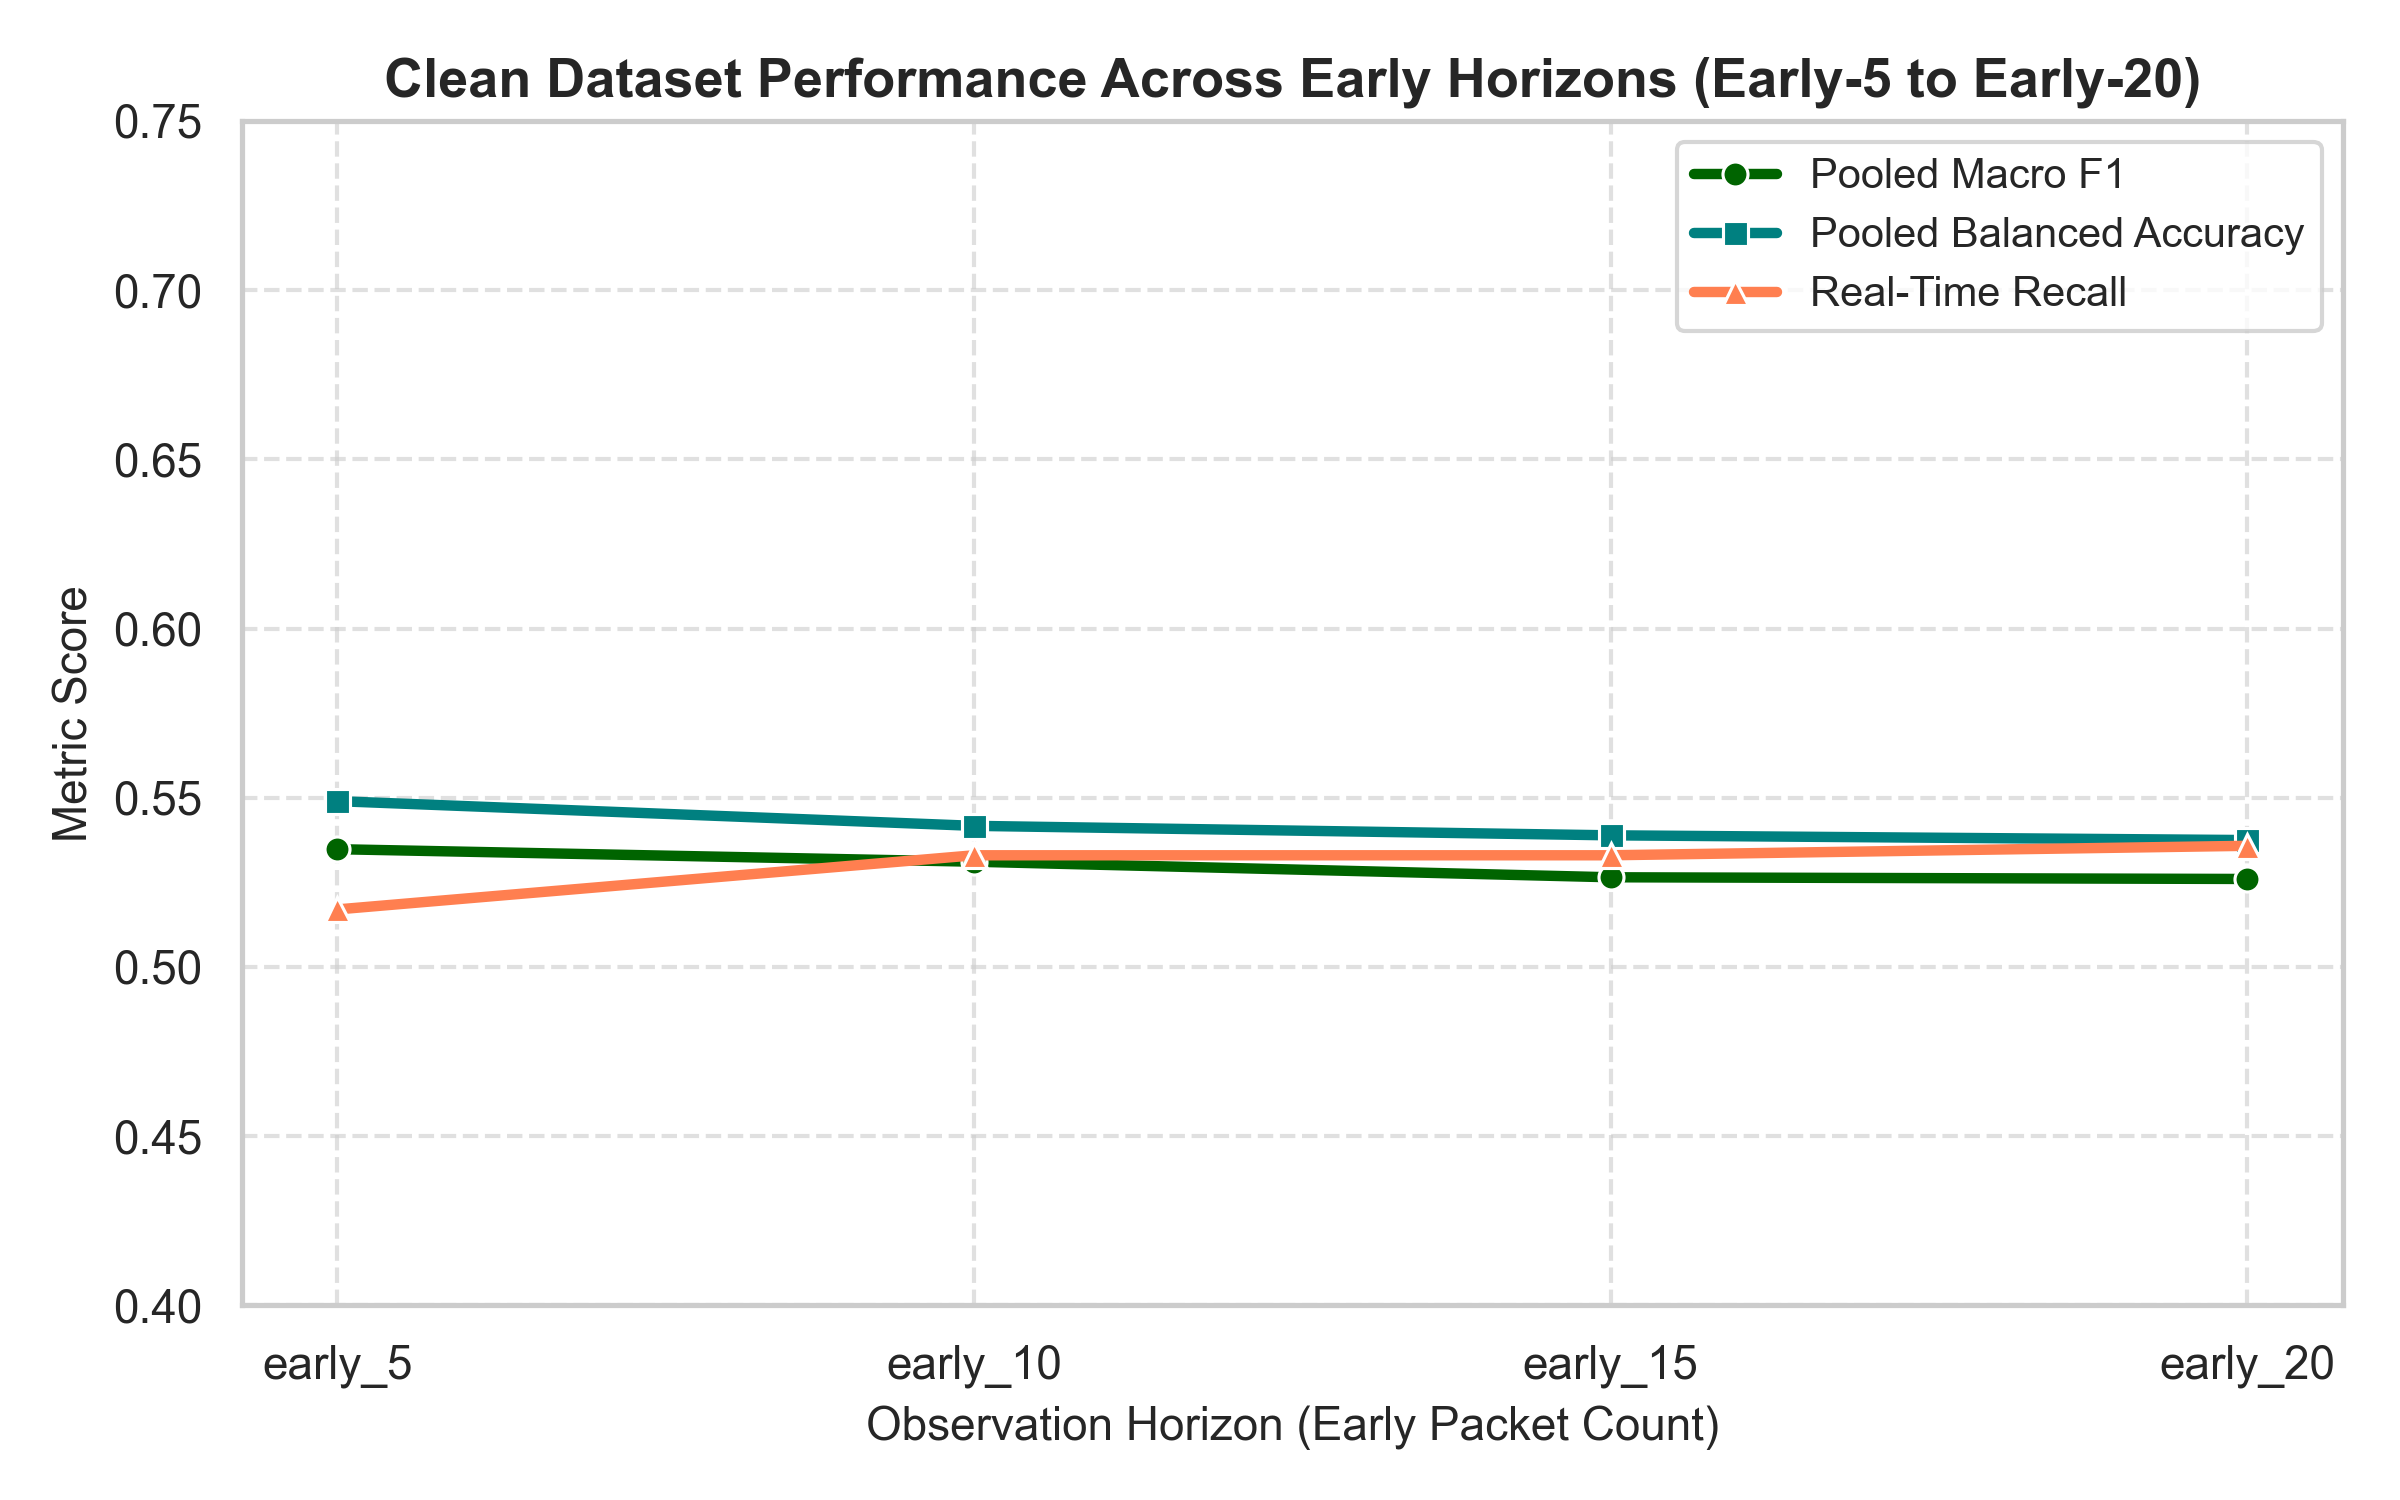 Clean Dataset Performance Across Early Horizons (Early-5 to Early-20)
0.75
0.70
0.65
0.60
0.55
0.50
0.45
0.40
Metric Score
Pooled Macro F1
Pooled Balanced Accuracy
Real-Time Recall
early_5
early_10
early_15
early_20
Observation Horizon (Early Packet Count)